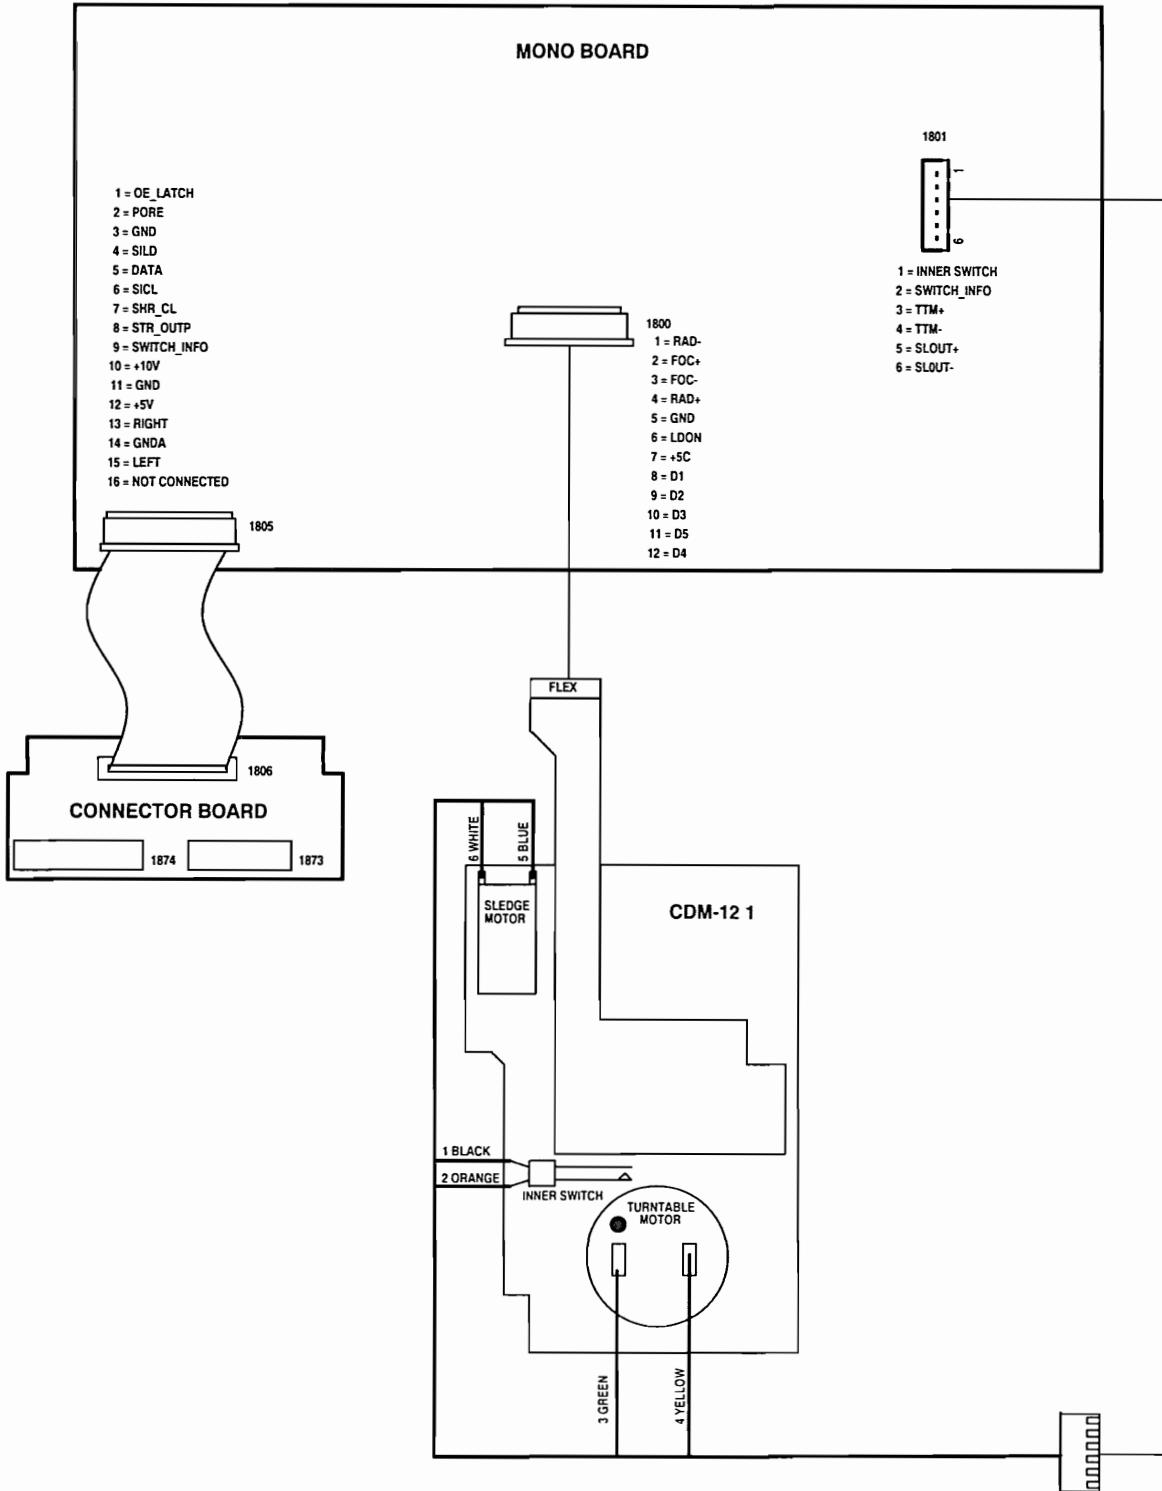 MONO BOARD
1801
1
6
1 = INNER SWITCH
2 = SWITCH_INFO
3 = TTM+
4 = TTM-
5 = SLOUT+
6 = SLOUT-
1 = OE_LATCH
2 = PORE
3 = GND
4 = SILD
5 = DATA
6 = SICL
7 = SHR_CL
8 = STR_OUTP
9 = SWITCH_INFO
10 = +10V
11 = GND
12 = +5V
13 = RIGHT
14 = GNDA
15 = LEFT
16 = NOT CONNECTED
1805
1800
1 = RAD-
2 = FOC+
3 = FOC-
4 = RAD+
5 = GND
6 = LDON
7 = +5C
8 = D1
9 = D2
10 = D3
11 = D5
12 = D4
FLEX
1806
CONNECTOR BOARD
1874
1873
6 WHITE
5 BLUE
SLEDGE
MOTOR
CDM-12 1
1 BLACK
2 ORANGE
INNER SWITCH
TURNTABLE
MOTOR
3 GREEN
4 YELLOW